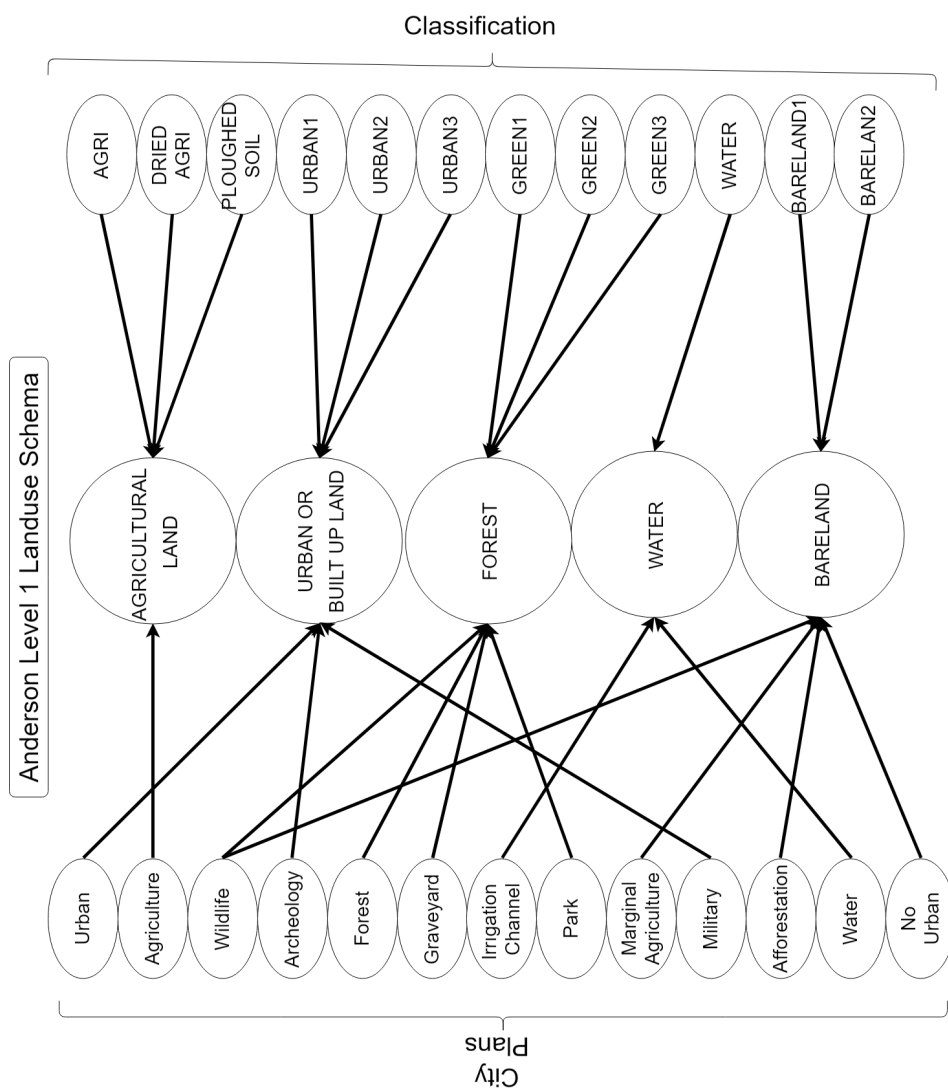 Classification
AGRI
DRIED
AGRI
PLOUGHED
SOIL
URBAN1
URBAN2
URBAN3
GREEN1
GREEN2
GREEN3
WATER
BARELAND1
BARELAN2
Anderson Level 1 Landuse Schema
AGRICULTURAL
LAND
URBAN OR
BUILT UP LAND
FOREST
WATER
BARELAND
Urban
Agriculture
Wildlife
Archeology
Forest
Graveyard
Irrigation
Channel
Park
Marginal
Agriculture
Military
Afforestation
Water
No
Urban
City
Plans